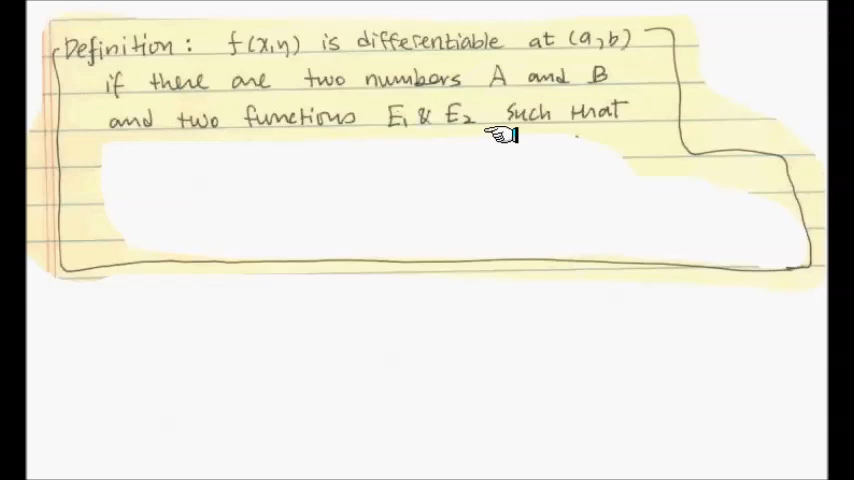 Definition: f(x,y) is differentiable at (a,b)
if there are two numbers A and B
and two functions E₁ & E₂ such that